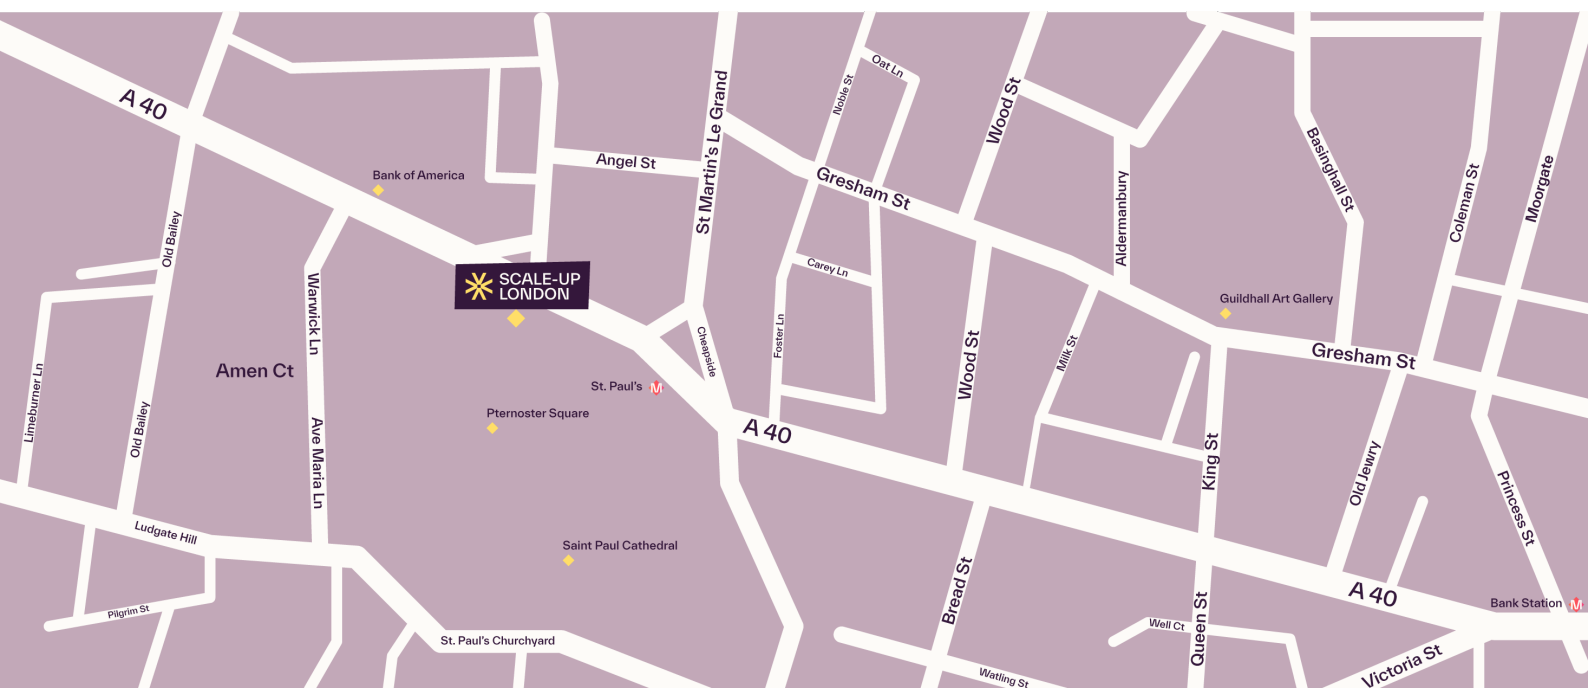 A 40
Bank of America
Angel St
St Martin's Le Grand
Noble St
Oat Ln
Wood St
Gresham St
Aldermanbury
Basinghall St
Coleman St
Moorgate
Old Bailey
Warwick Ln
SCALE-UP
LONDON
Carey Ln
Foster Ln
Cheapside
Guildhall Art Gallery
Gresham St
Wood St
Milk St
Limeburner Ln
Amen Ct
St. Paul's
M
Pternoster Square
Old Bailey
Ave Maria Ln
A 40
King St
Old Jewry
Princess St
Ludgate Hill
Saint Paul Cathedral
Bread St
A 40
Bank Station
M
Pilgrim St
St. Paul's Churchyard
Well Ct
Queen St
Victoria St
Watling St